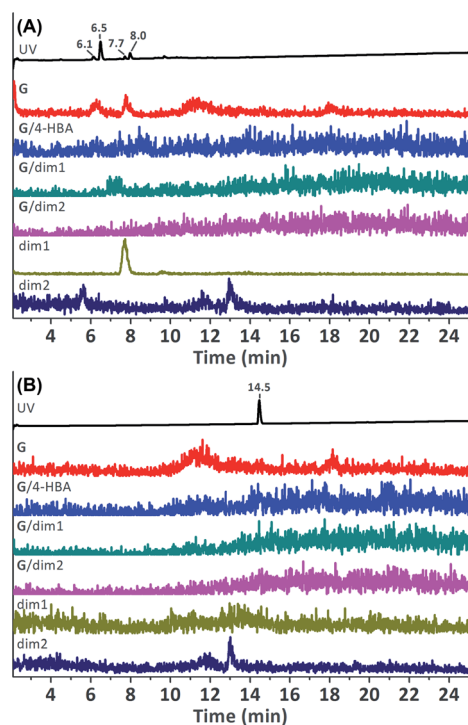 (A)
UV
6.1
6.5
7.7
8.0
G
G/4-HBA
G/dim1
G/dim2
dim1
dim2
4 6 8 10 12 14 16 18 20 22 24
Time (min)
(B)
UV
14.5
G
G/4-HBA
G/dim1
G/dim2
dim1
dim2
4 6 8 10 12 14 16 18 20 22 24
Time (min)